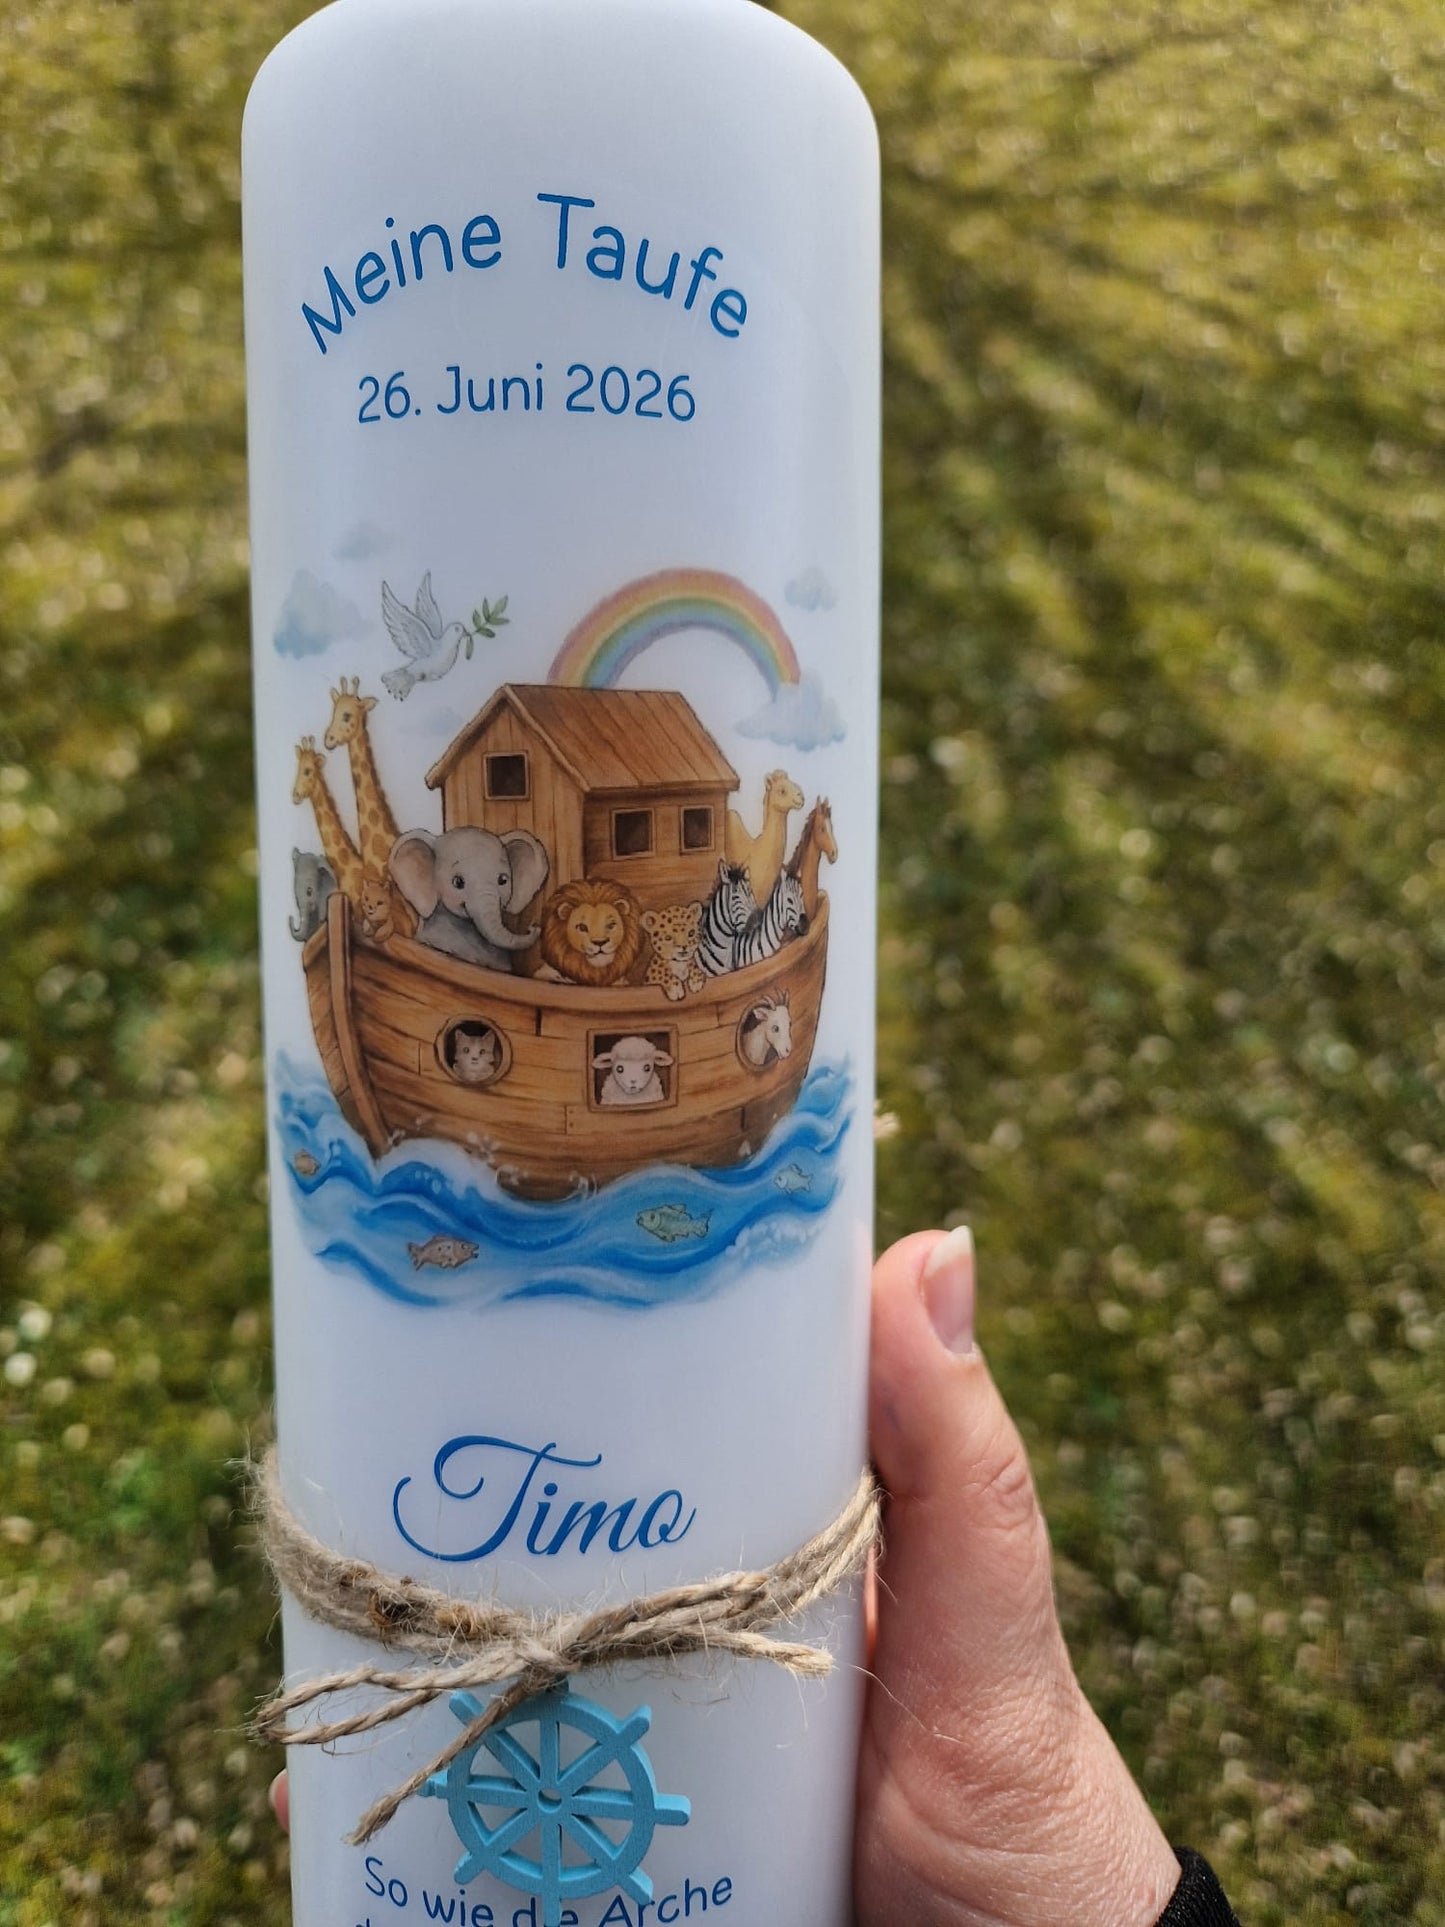 Meine Taufe
26. Juni 2026
Timo
So wie die Arche